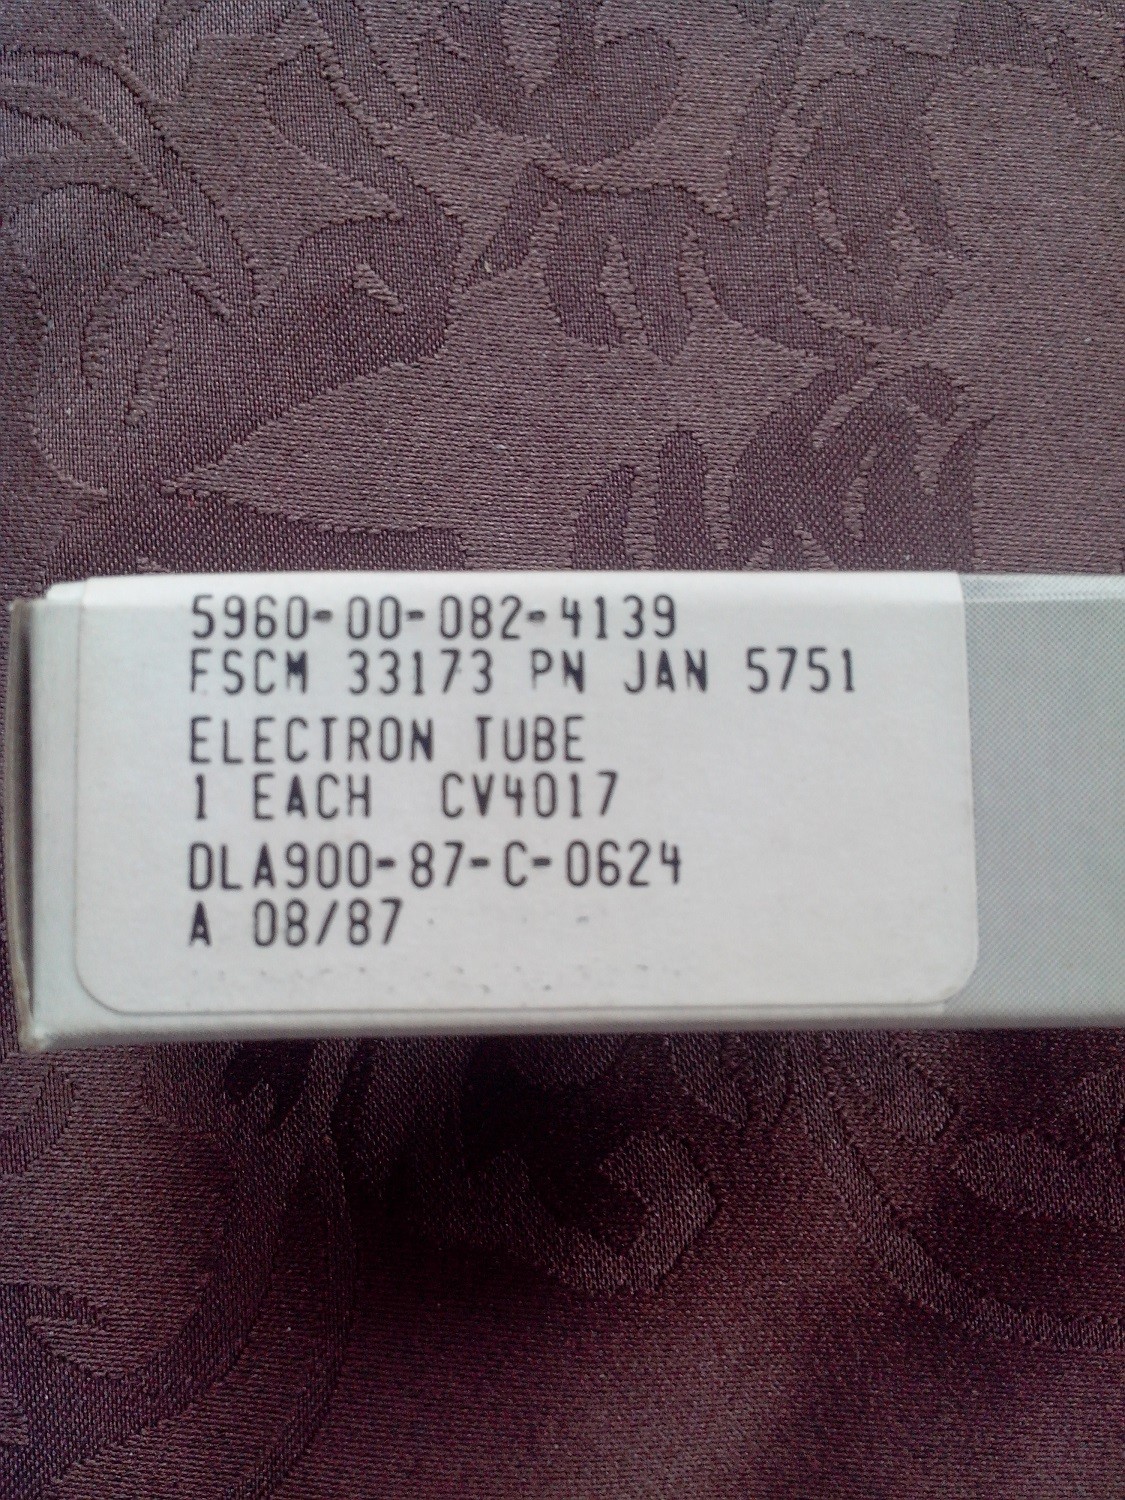 5960-00-082-4139
FSCM 33173 PN JAN 5751
ELECTRON TUBE
1 EACH CV4017
DLA900-87-C-0624
A 08/87